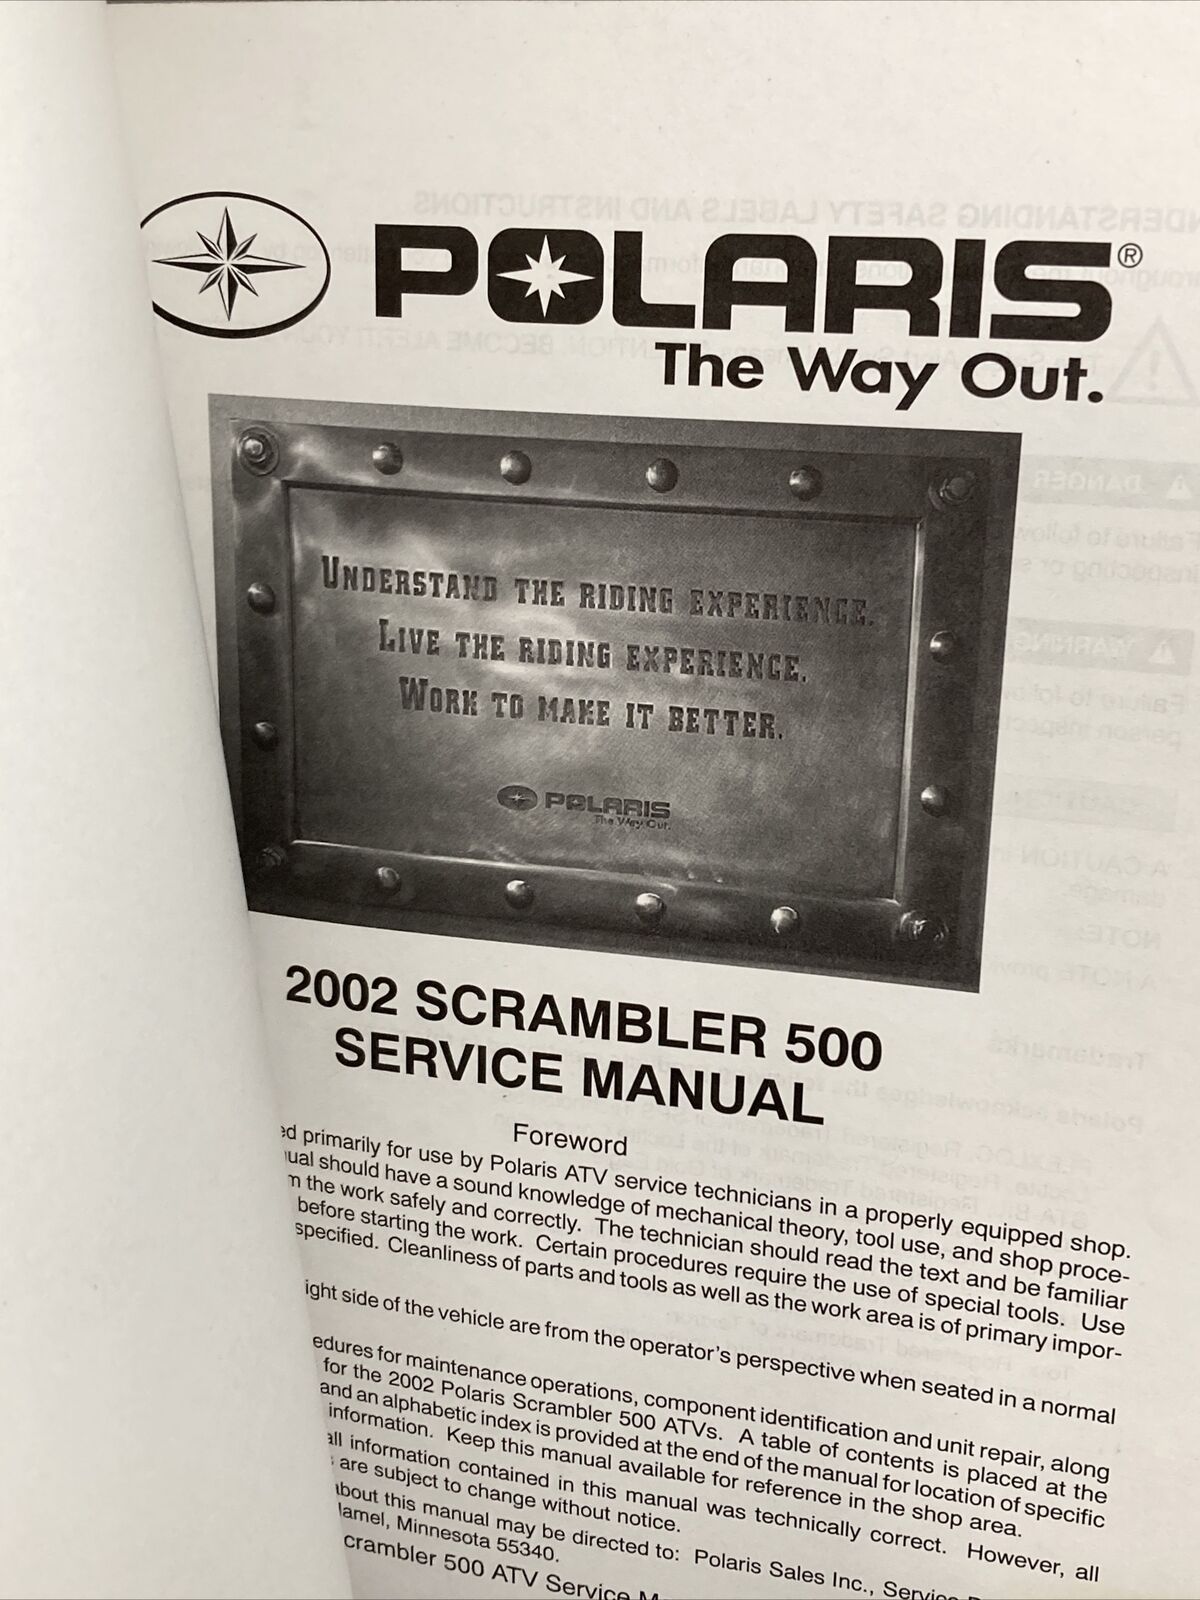 POLARIS®
The Way Out.
UNDERSTAND THE RIDING EXPERIENCE.
LIVE THE RIDING EXPERIENCE.
WORK TO MAKE IT BETTER.
POLARIS
The Way Out.
2002 SCRAMBLER 500
SERVICE MANUAL
Foreword
ed primarily for use by Polaris ATV service technicians in a properly equipped shop.
ual should have a sound knowledge of mechanical theory, tool use, and shop proce-
m the work safely and correctly. The technician should read the text and be familiar
before starting the work. Certain procedures require the use of special tools. Use
specified. Cleanliness of parts and tools as well as the work area is of primary impor-
ight side of the vehicle are from the operator's perspective when seated in a normal
edures for maintenance operations, component identification and unit repair, along
for the 2002 Polaris Scrambler 500 ATVs. A table of contents is placed at the
and an alphabetic index is provided at the end of the manual for location of specific
information. Keep this manual available for reference in the shop area.
all information contained in this manual was technically correct. However, all
are subject to change without notice.
about this manual may be directed to: Polaris Sales Inc., Service
lamel, Minnesota 55340.
crambler 500 ATV Service